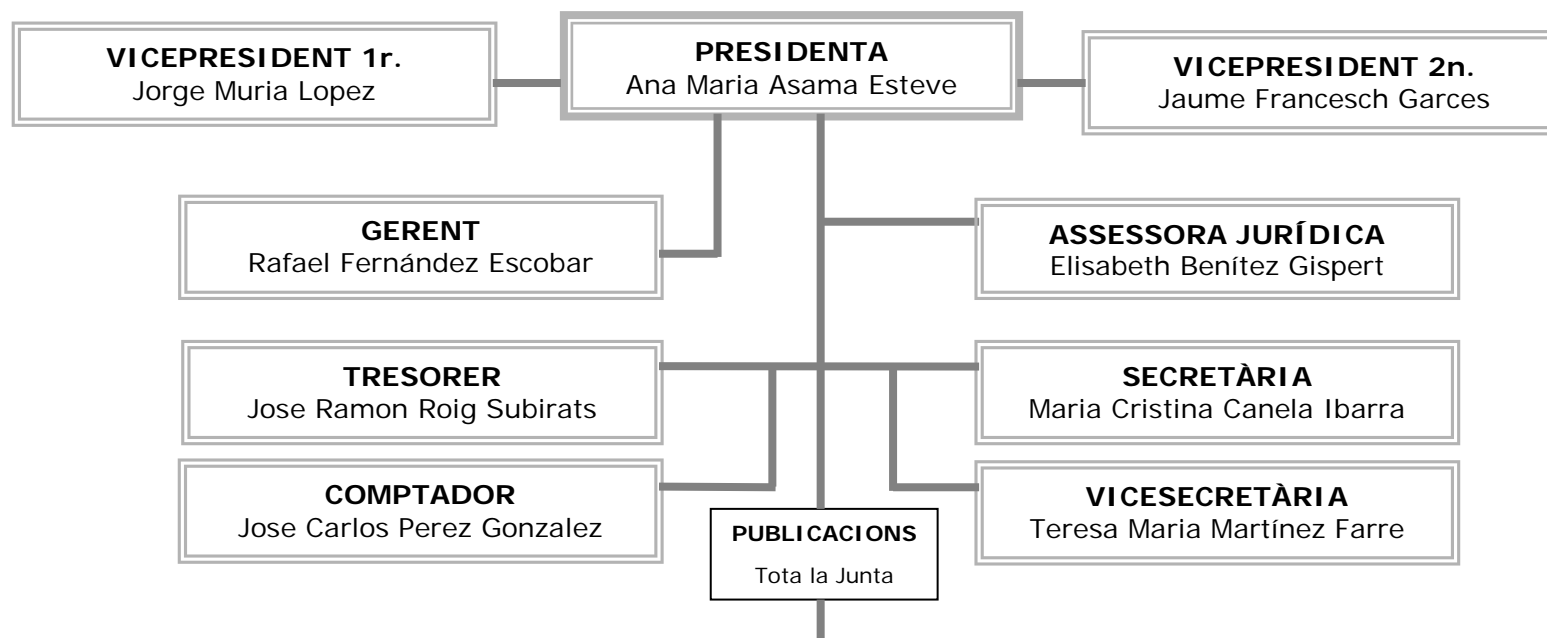 VICEPRESIDENT 1r.
Jorge Muria Lopez
PRESIDENTA
Ana Maria Asama Esteve
VICEPRESIDENT 2n.
Jaume Francesch Garces
GERENT
Rafael Fernández Escobar
ASSESSORA JURÍDICA
Elisabeth Benítez Gispert
TRESORER
Jose Ramon Roig Subirats
SECRETÀRIA
Maria Cristina Canela Ibarra
COMPTADOR
Jose Carlos Perez Gonzalez
VICESECRETÀRIA
Teresa Maria Martínez Farre
PUBLICACIONS
Tota la Junta